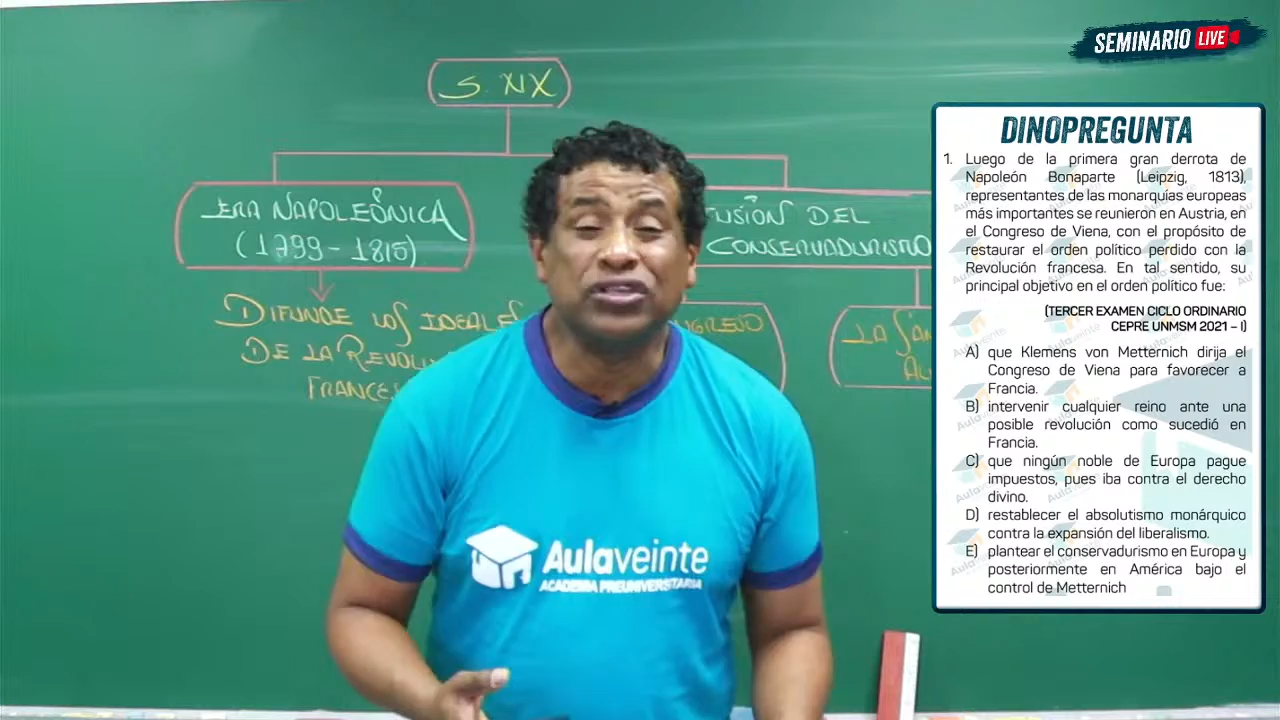 SEMINARIO LIVE
S. XIX
ERA NAPOLEÓNICA
(1799 - 1815)
DIFUNDE LOS IDEALES
DE LA
FUSIÓN DEL
CONSERVADURISMO
LA
DINOPREGUNTA
1. Luego de la primera gran derrota de
Napoleón Bonaparte (Leipzig, 1813),
representantes de las monarquías europeas
más importantes se reunieron en Austria, en
el Congreso de Viena, con el propósito de
restaurar el orden político perdido con la
Revolución francesa. En tal sentido, su
principal objetivo en el orden político fue:
(TERCER EXAMEN CICLO ORDINARIO
CEPRE UNMSM 2021 – I)
A) que Klemens von Metternich dirija el
Congreso de Viena para favorecer a
Francia.
B) intervenir cualquier reino ante una
posible revolución como sucedió en
Francia.
C) que ningún noble de Europa pague
impuestos, pues iba contra el derecho
divino.
D) restablecer el absolutismo monárquico
contra la expansión del liberalismo.
E) plantear el conservadurismo en Europa y
posteriormente en América bajo el
control de Metternich
Aulaveinte
ACADEMIA PREUNIVERSITARIA